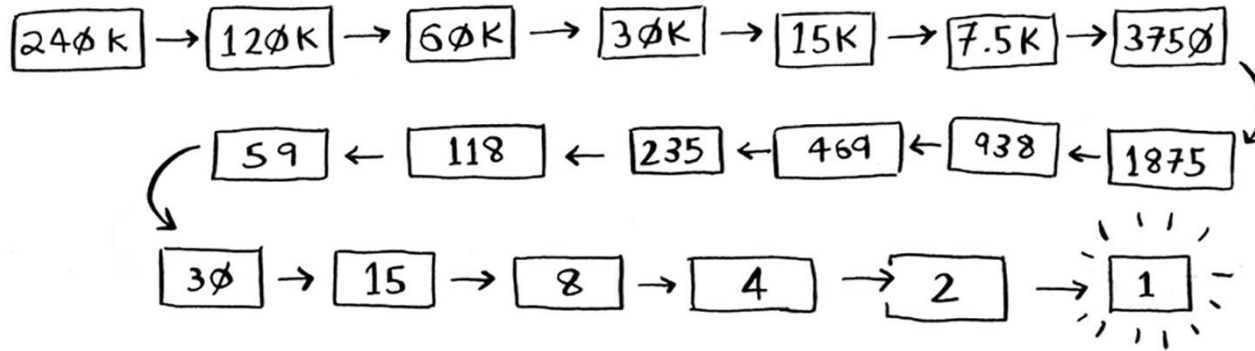 240K → 120K → 60K → 30K → 15K → 7.5K → 3750
59 ← 118 ← 235 ← 469 ← 938 ← 1875
30 → 15 → 8 → 4 → 2 → 1